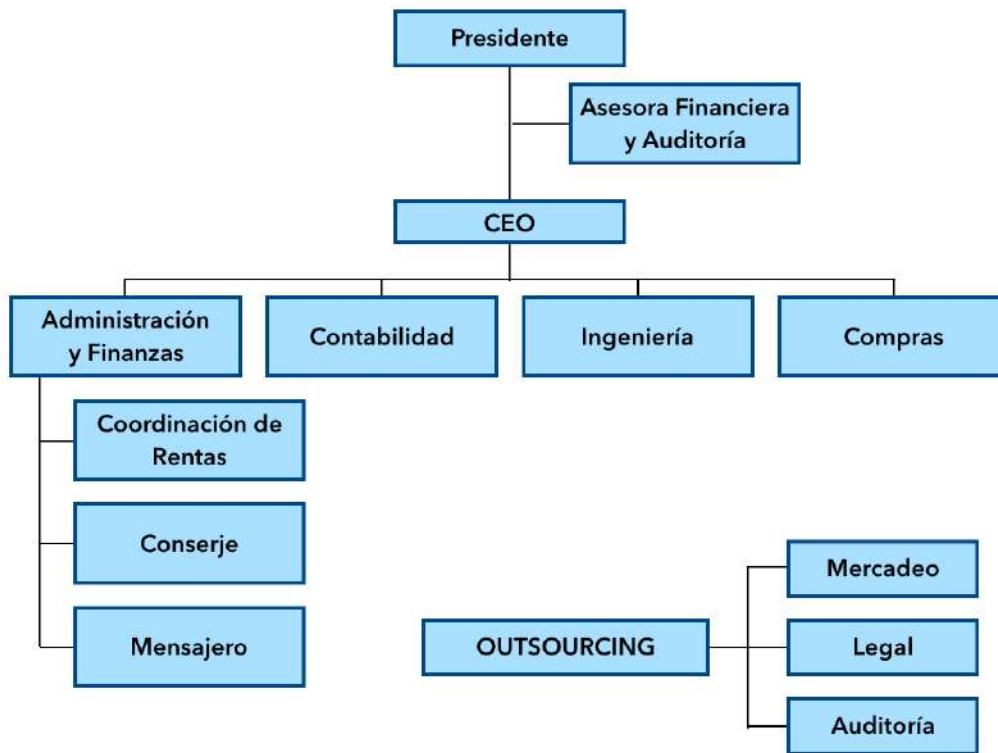 Presidente
Asesora Financiera
y Auditoría
CEO
Administración
y Finanzas
Contabilidad
Ingeniería
Compras
Coordinación de
Rentas
Conserje
Mensajero
OUTSOURCING
Mercadeo
Legal
Auditoría